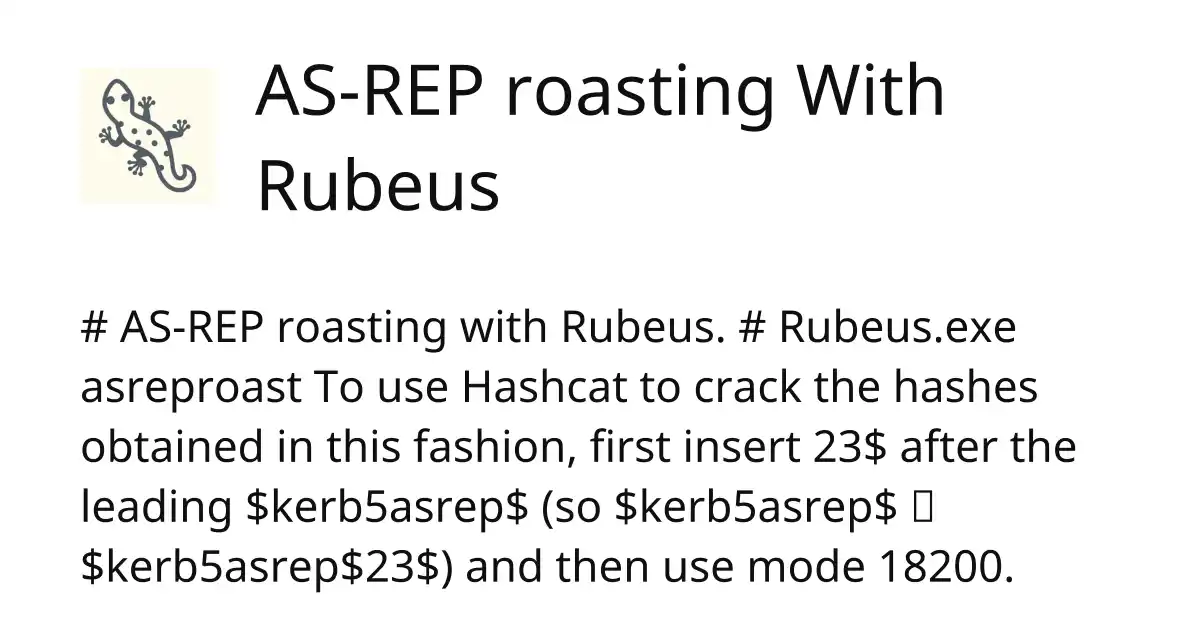 AS-REP roasting With
Rubeus
# AS-REP roasting with Rubeus. # Rubeus.exe
asreproast To use Hashcat to crack the hashes
obtained in this fashion, first insert 23$ after the
leading $kerb5asrep$ (so $kerb5asrep$ 
$kerb5asrep$23$) and then use mode 18200.